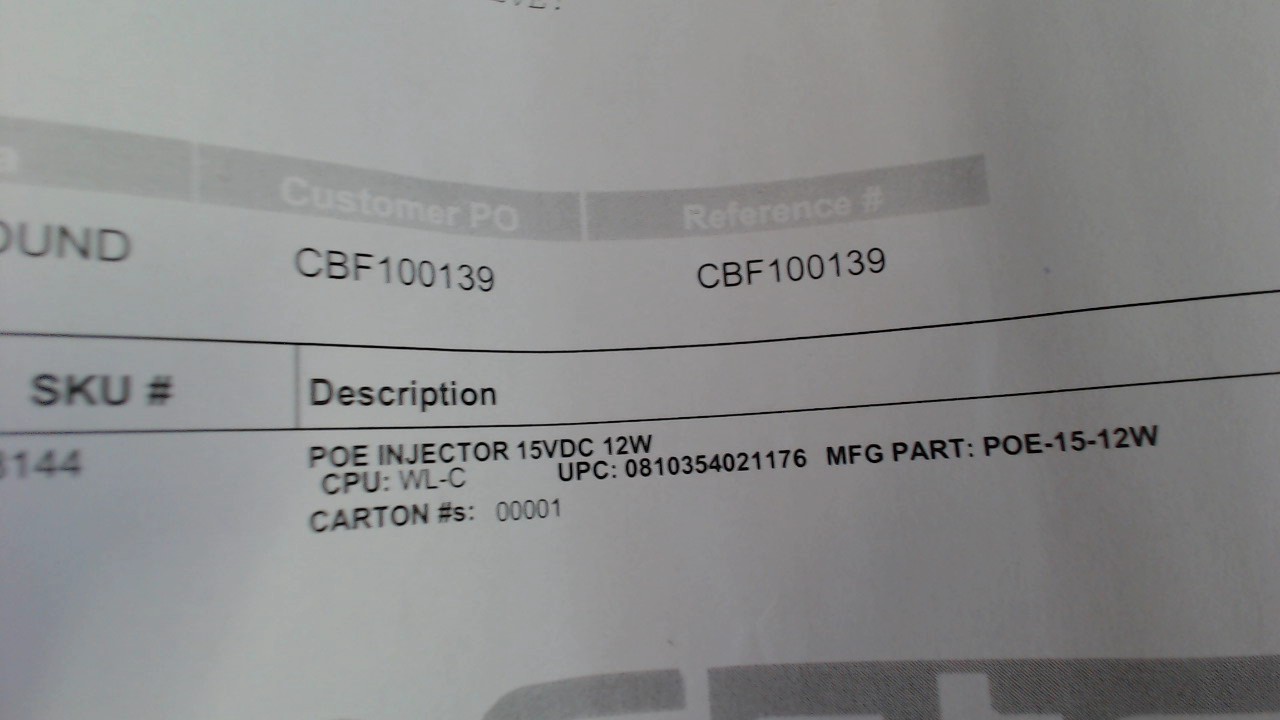 Customer PO Reference #
OUND CBF100139 CBF100139
SKU # Description
3144 POE INJECTOR 15VDC 12W
CPU: WL-C UPC: 0810354021176 MFG PART: POE-15-12W
CARTON #s: 00001